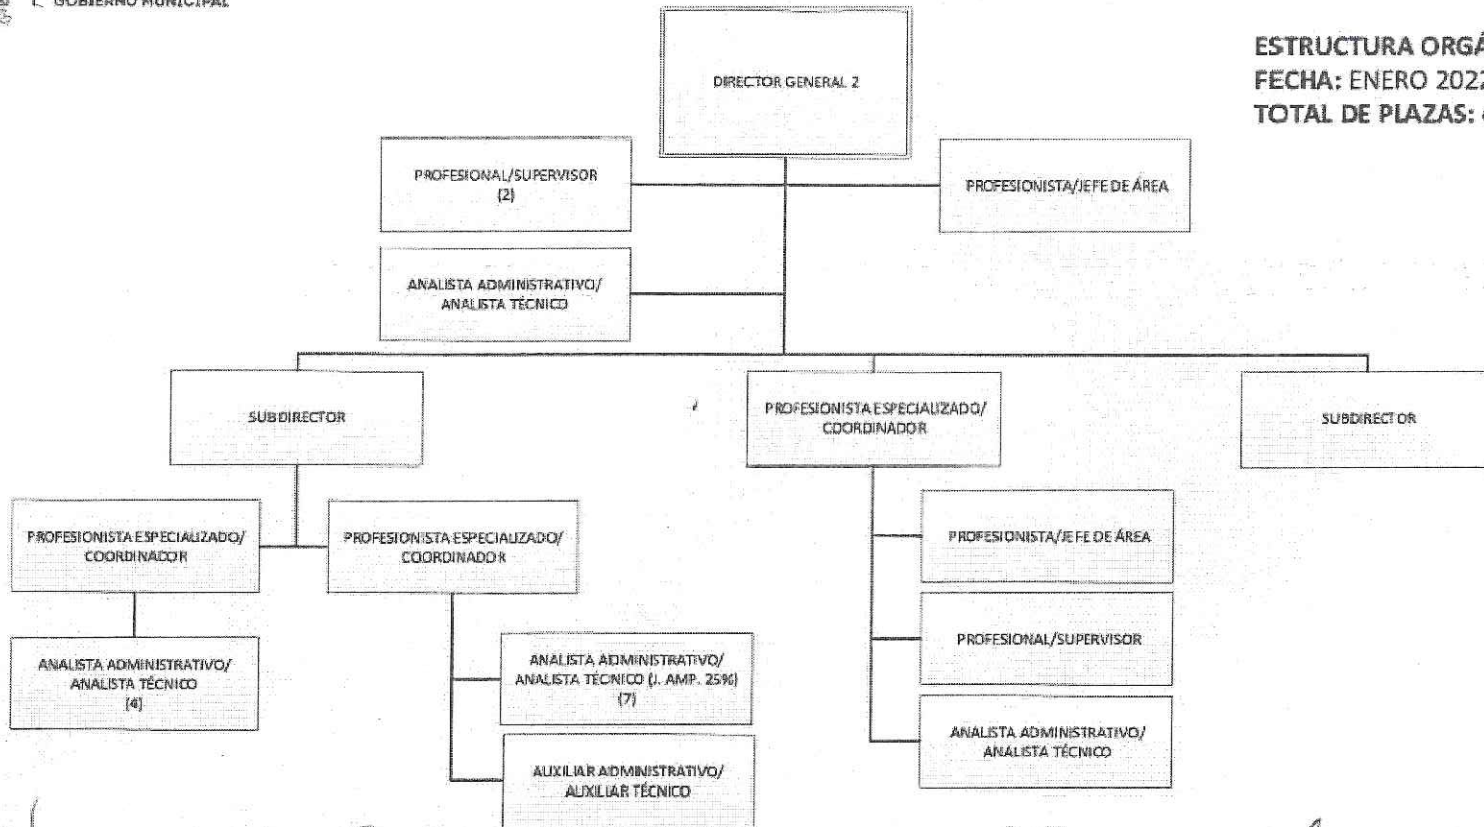 GOBIERNO MUNICIPAL
ESTRUCTURA ORGÁ
FECHA: ENERO 2022
TOTAL DE PLAZAS:
DIRECTOR GENERAL 2
PROFESIONAL/SUPERVISOR
(2)
PROFESIONISTA/JEFE DE ÁREA
ANALISTA ADMINISTRATIVO/
ANALISTA TÉCNICO
SUBDIRECTOR
PROFESIONISTA ESPECIALIZADO/
COORDINADOR
SUBDIRECTOR
PROFESIONISTA ESPECIALIZADO/
COORDINADOR
PROFESIONISTA ESPECIALIZADO/
COORDINADOR
PROFESIONISTA/JEFE DE ÁREA
ANALISTA ADMINISTRATIVO/
ANALISTA TÉCNICO
(4)
ANALISTA ADMINISTRATIVO/
ANALISTA TÉCNICO (J. AMP. 25%)
(7)
PROFESIONAL/SUPERVISOR
AUXILIAR ADMINISTRATIVO/
AUXILIAR TÉCNICO
ANALISTA ADMINISTRATIVO/
ANALISTA TÉCNICO